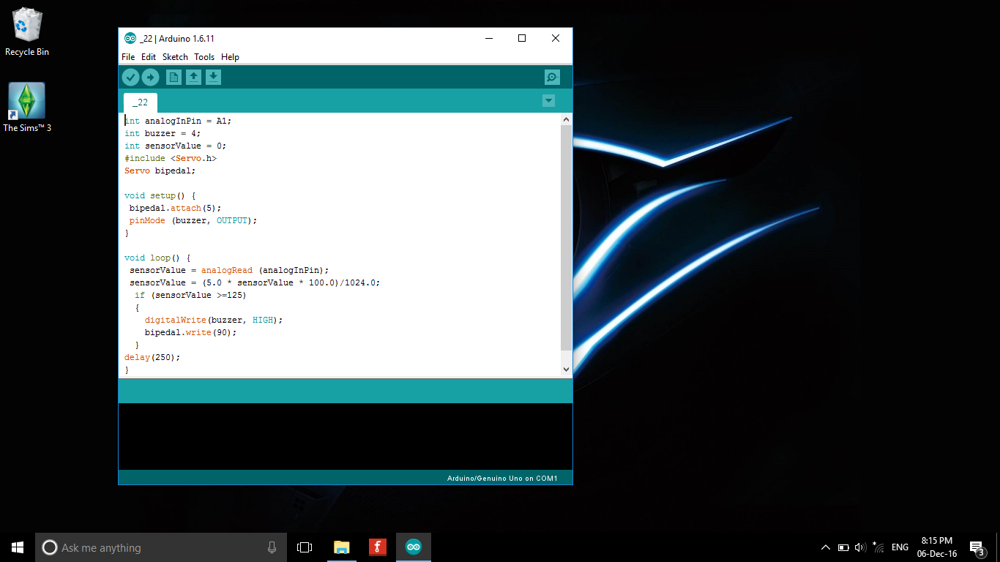 Recycle Bin
The Sims™ 3
_22 | Arduino 1.6.11
File Edit Sketch Tools Help
_22
int analogInPin = A1;
int buzzer = 4;
int sensorValue = 0;
#include <Servo.h>
Servo bipedal;
void setup() {
bipedal.attach(5);
pinMode (buzzer, OUTPUT);
}
void loop() {
sensorValue = analogRead (analogInPin);
sensorValue = (5.0 * sensorValue * 100.0)/1024.0;
if (sensorValue >=125)
{
digitalWrite(buzzer, HIGH);
bipedal.write(90);
}
delay(250);
}
Arduino/Genuino Uno on COM1
Ask me anything
ENG
8:15 PM
06-Dec-16
3